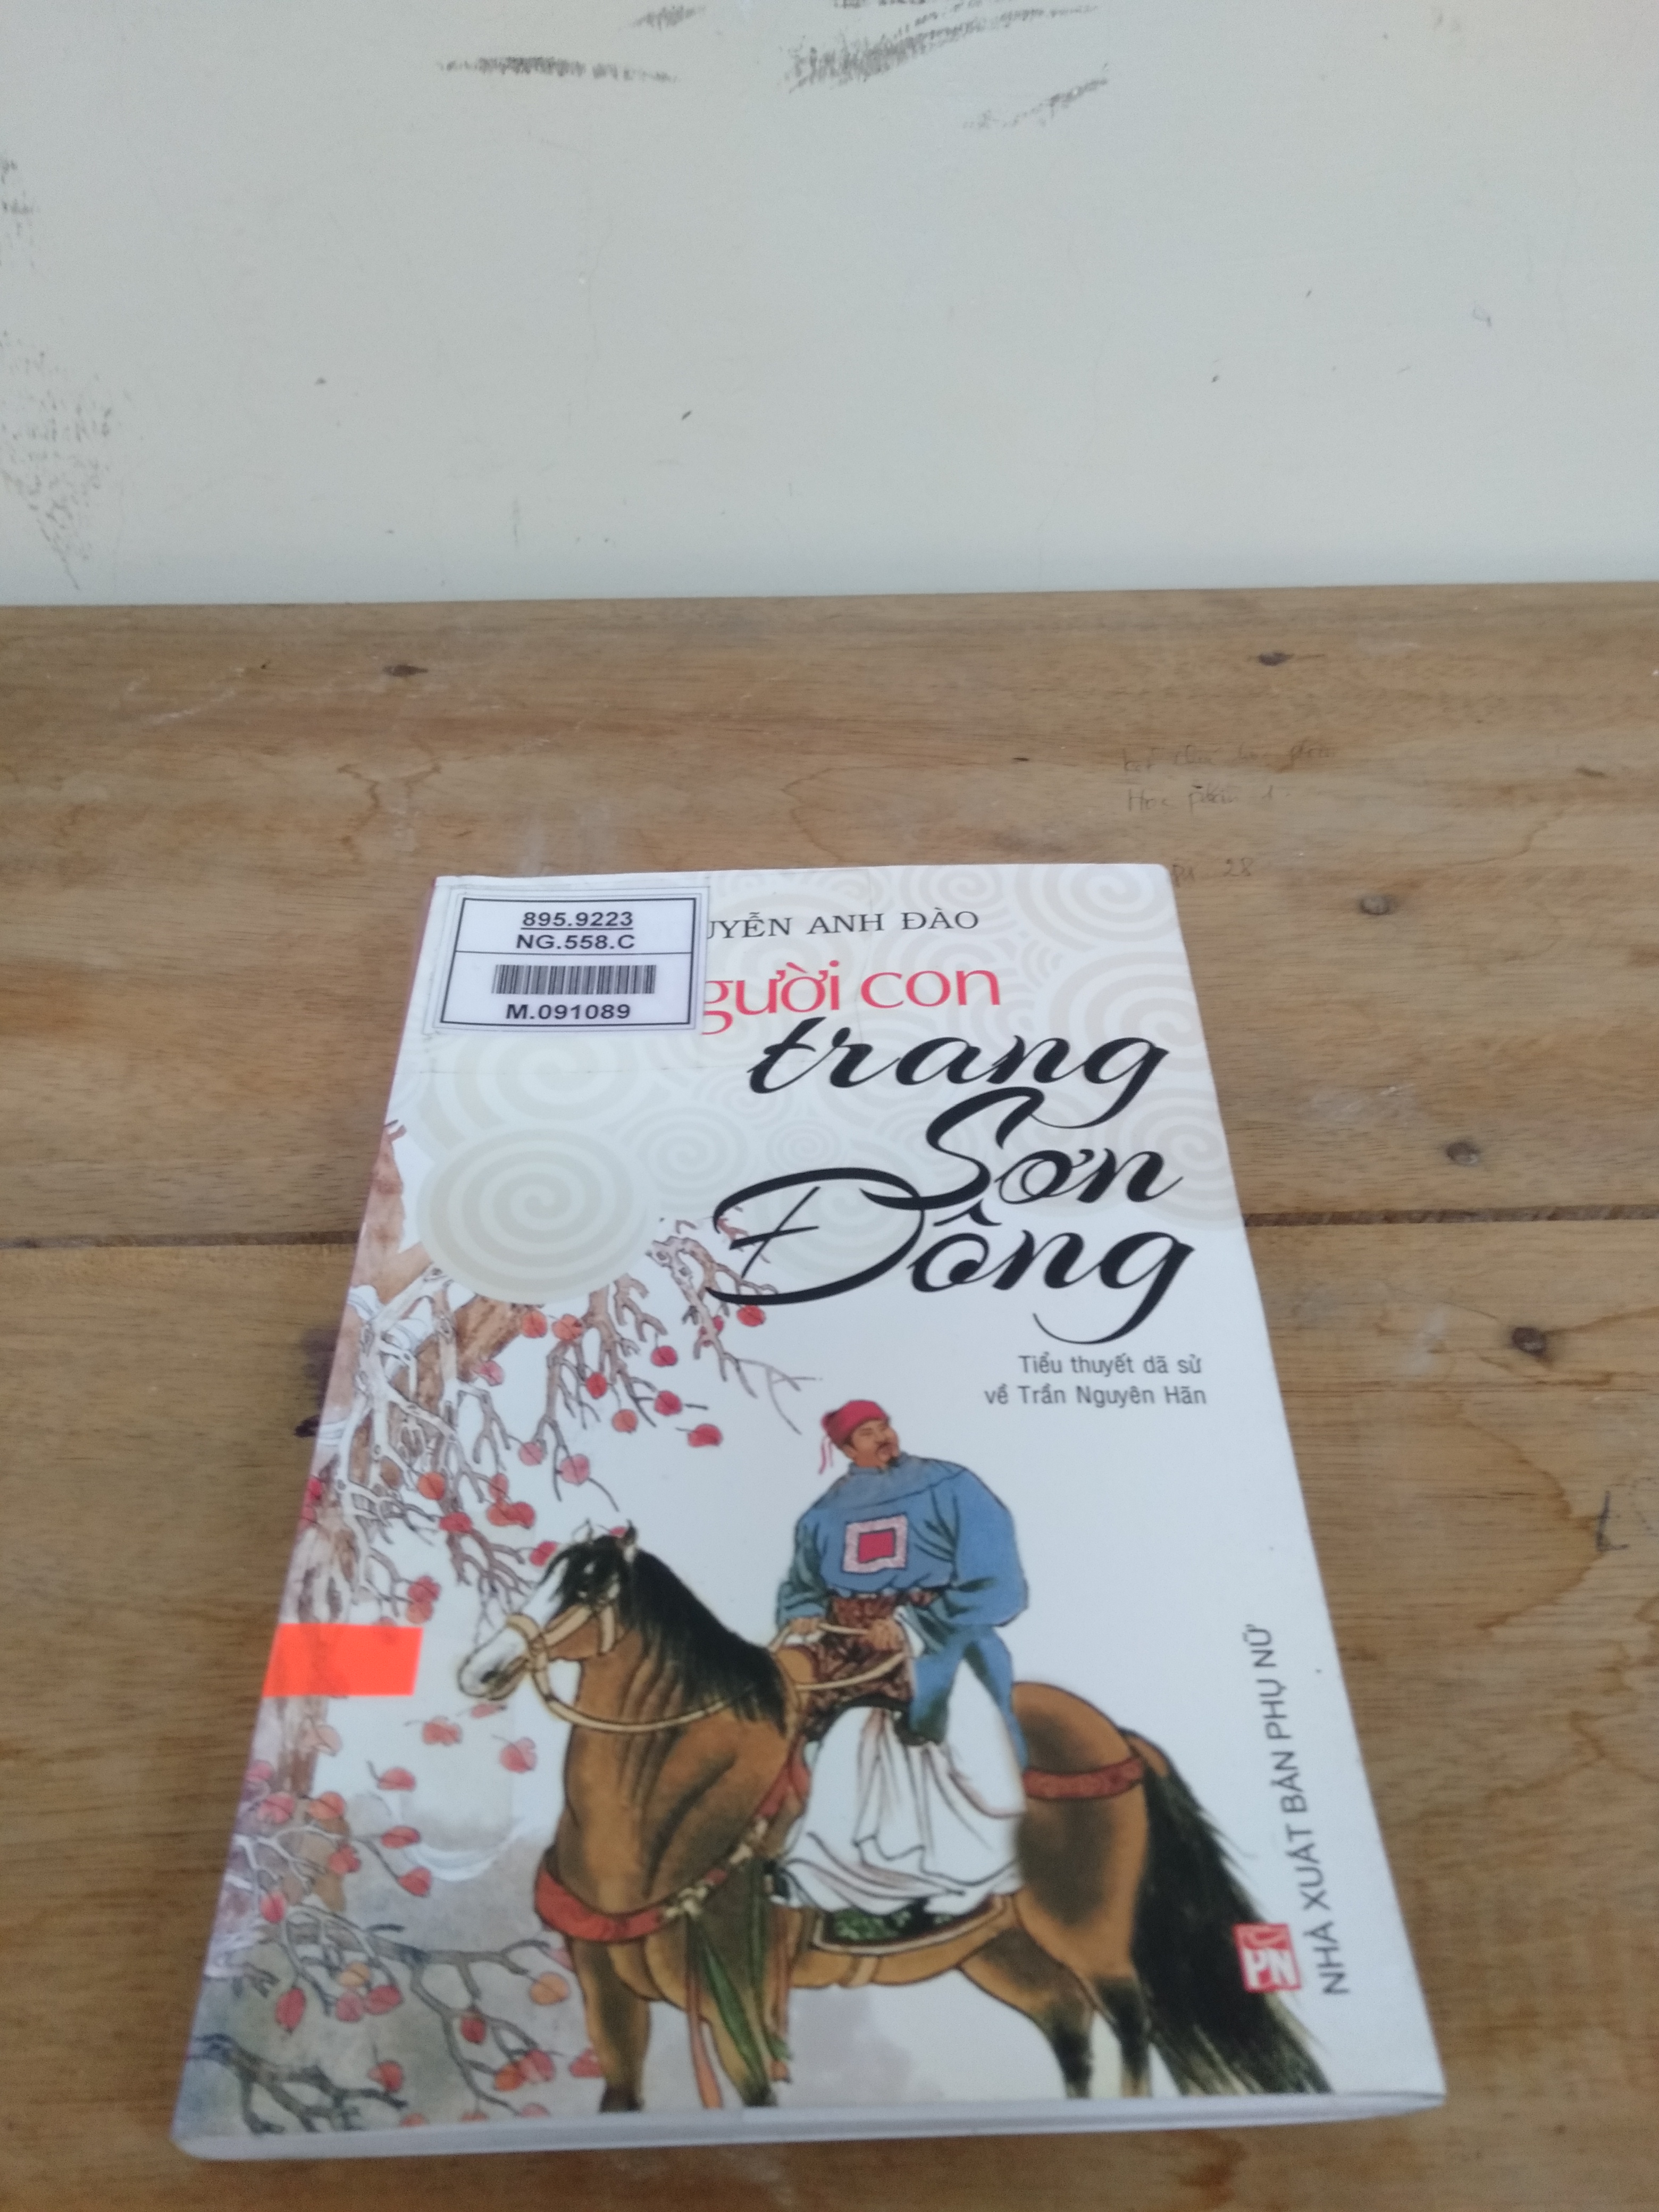 895.9223
NG.558.C
M.091089
UYỄN ANH ĐÀO
gười con
trang
Sơn
Đông
Tiểu thuyết dã sử
về Trần Nguyên Hãn
PN
NHÀ XUẤT BẢN PHỤ NỮ
28